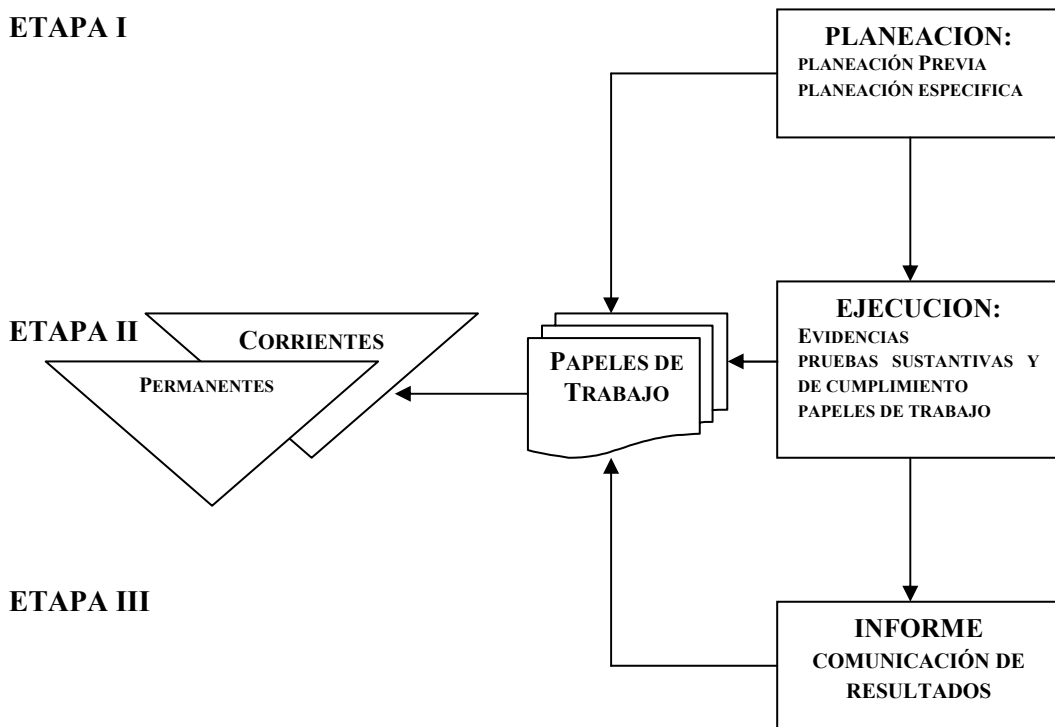 ETAPA I
PLANEACION:
PLANEACIÓN PREVIA
PLANEACIÓN ESPECIFICA
ETAPA II
CORRIENTES
PERMANENTES
PAPELES DE
TRABAJO
EJECUCION:
EVIDENCIAS
PRUEBAS SUSTANTIVAS Y
DE CUMPLIMIENTO
PAPELES DE TRABAJO
ETAPA III
INFORME
COMUNICACIÓN DE
RESULTADOS